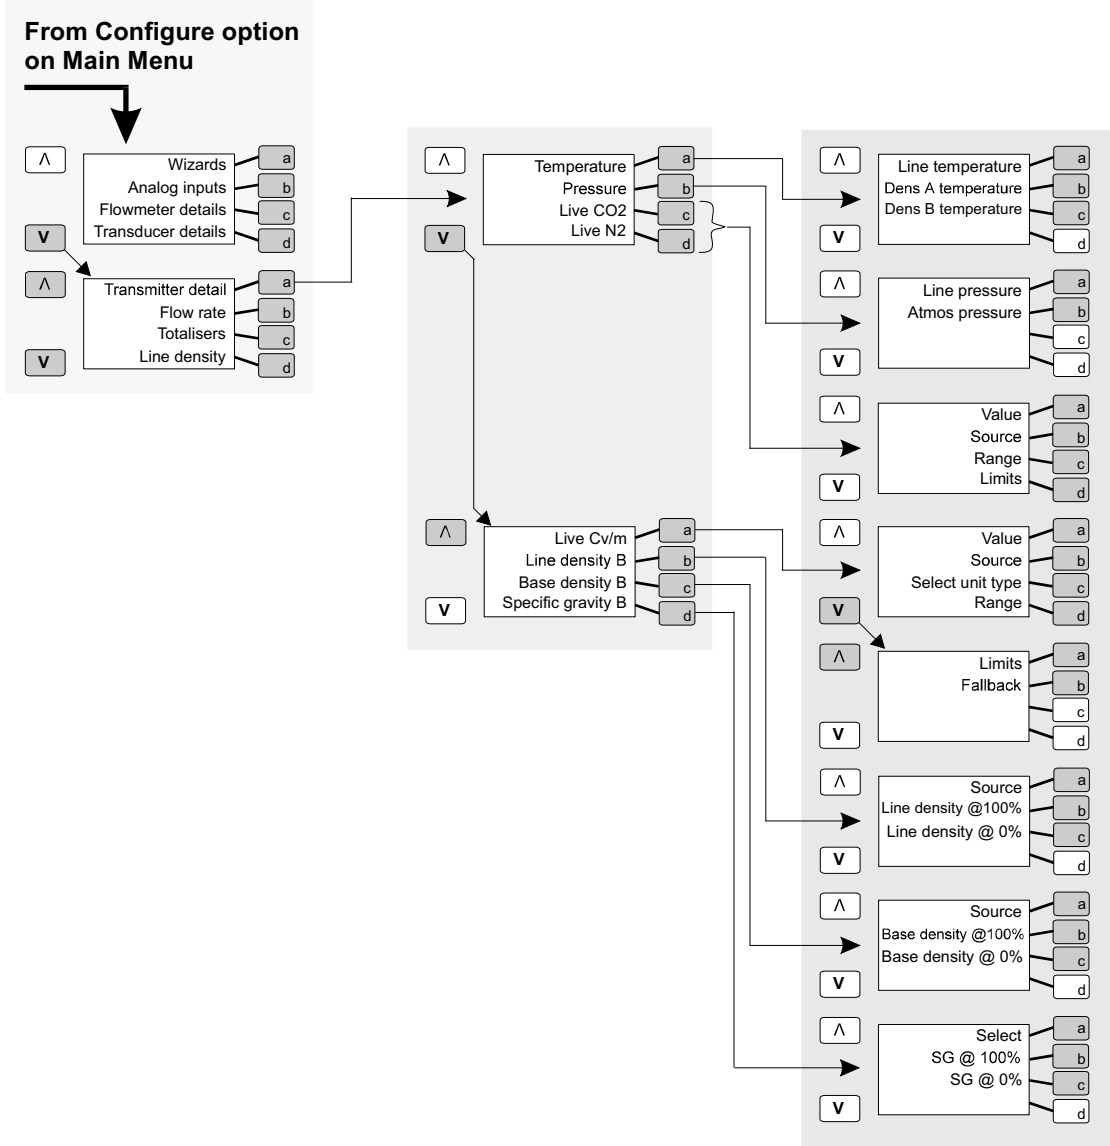 From Configure option
on Main Menu
Λ
V
Wizards a
Analog inputs b
Flowmeter details c
Transducer details d
Λ
V
Transmitter detail a
Flow rate b
Totalisers c
Line density d
Λ
V
Temperature a
Pressure b
Live CO2 c
Live N2 d
Λ
V
Live Cv/m a
Line density B b
Base density B c
Specific gravity B d
Λ
V
Line temperature a
Dens A temperature b
Dens B temperature c
d
Λ
V
Line pressure a
Atmos pressure b
c
d
Λ
V
Value a
Source b
Range c
Limits d
Λ
V
Value a
Source b
Select unit type c
Range d
Λ
V
Limits a
Fallback b
c
d
Λ
V
Source a
Line density @100% b
Line density @ 0% c
d
Λ
V
Source a
Base density @100% b
Base density @ 0% c
d
Λ
V
Select a
SG @ 100% b
SG @ 0% c
d